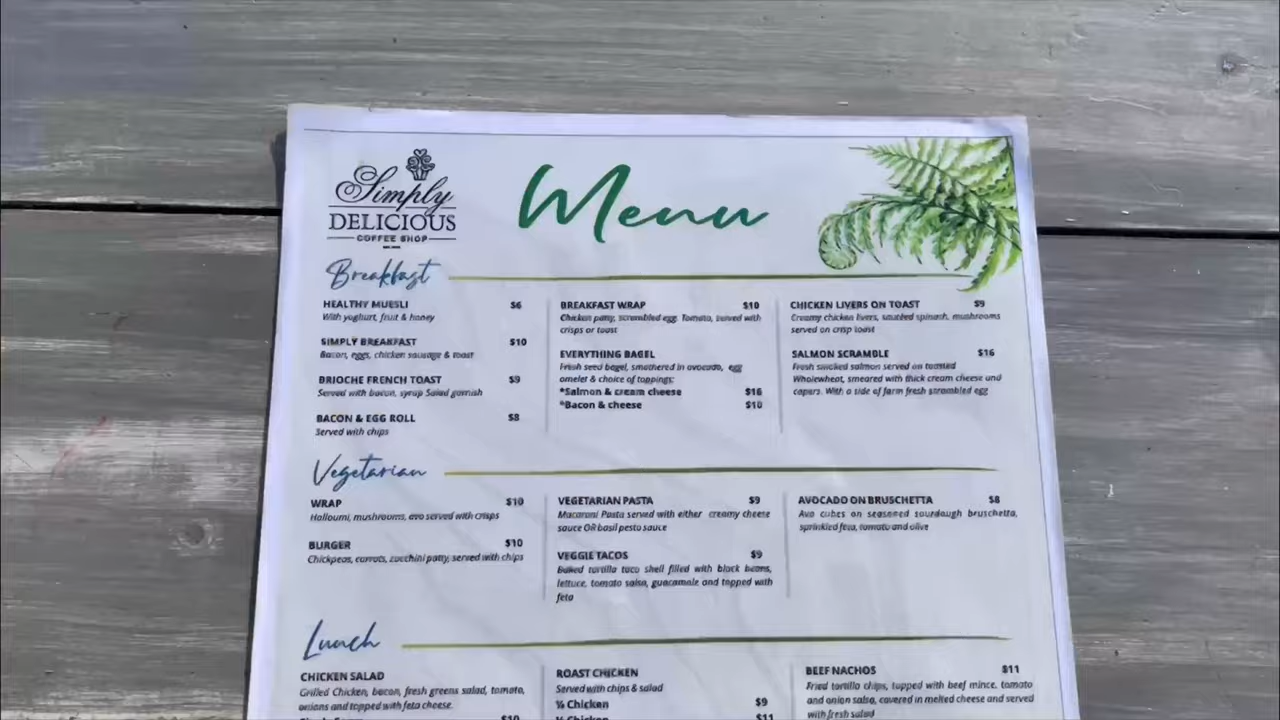 Simply
DELICIOUS
COFFEE SHOP
Menu
Breakfast
HEALTHY MUESLI $6
With yoghurt, fruit & honey
SIMPLY BREAKFAST $10
Bacon, eggs, chicken sausage & toast
BRIOCHE FRENCH TOAST $9
Served with bacon, syrup Salad garnish
BACON & EGG ROLL $8
Served with chips
BREAKFAST WRAP $10
Chicken patty, scrambled egg. Tomato, served with
crisps or toast
EVERYTHING BAGEL
Fresh seed bagel, smothered in avocado, egg
omelet & choice of toppings:
*Salmon & cream cheese $16
*Bacon & cheese $10
CHICKEN LIVERS ON TOAST $9
Creamy chicken livers, sautéed spinash, mushrooms
served on crisp toast
SALMON SCRAMBLE $16
Fresh smoked salmon served on toasted
Wholewheat, smeared with thick cream cheese and
capers. With a side of farm fresh scrambled egg
Vegetarian
WRAP $10
Halloumi, mushrooms, avo served with crisps
BURGER $10
Chickpeas, carrots, zucchini patty, served with chips
VEGETARIAN PASTA $9
Macaroni Pasta served with either creamy cheese
sauce OR basil pesto sauce
VEGGIE TACOS $9
Baked tortilla taco shell filled with black beans,
lettuce, tomato salsa, guacamole and topped with
feta
AVOCADO ON BRUSCHETTA $8
Avo cubes on seasoned sourdough bruschetta,
sprinkled feta, tomato and olive
Lunch
CHICKEN SALAD
Grilled Chicken, bacon, fresh greens salad, tomato,
onions and topped with feta cheese.
$10
ROAST CHICKEN
Served with chips & salad
¼ Chicken $9
Chicken $11
BEEF NACHOS $11
Fried tortilla chips, topped with beef mince, tomato
and onion salsa, covered in melted cheese and served
with fresh salad